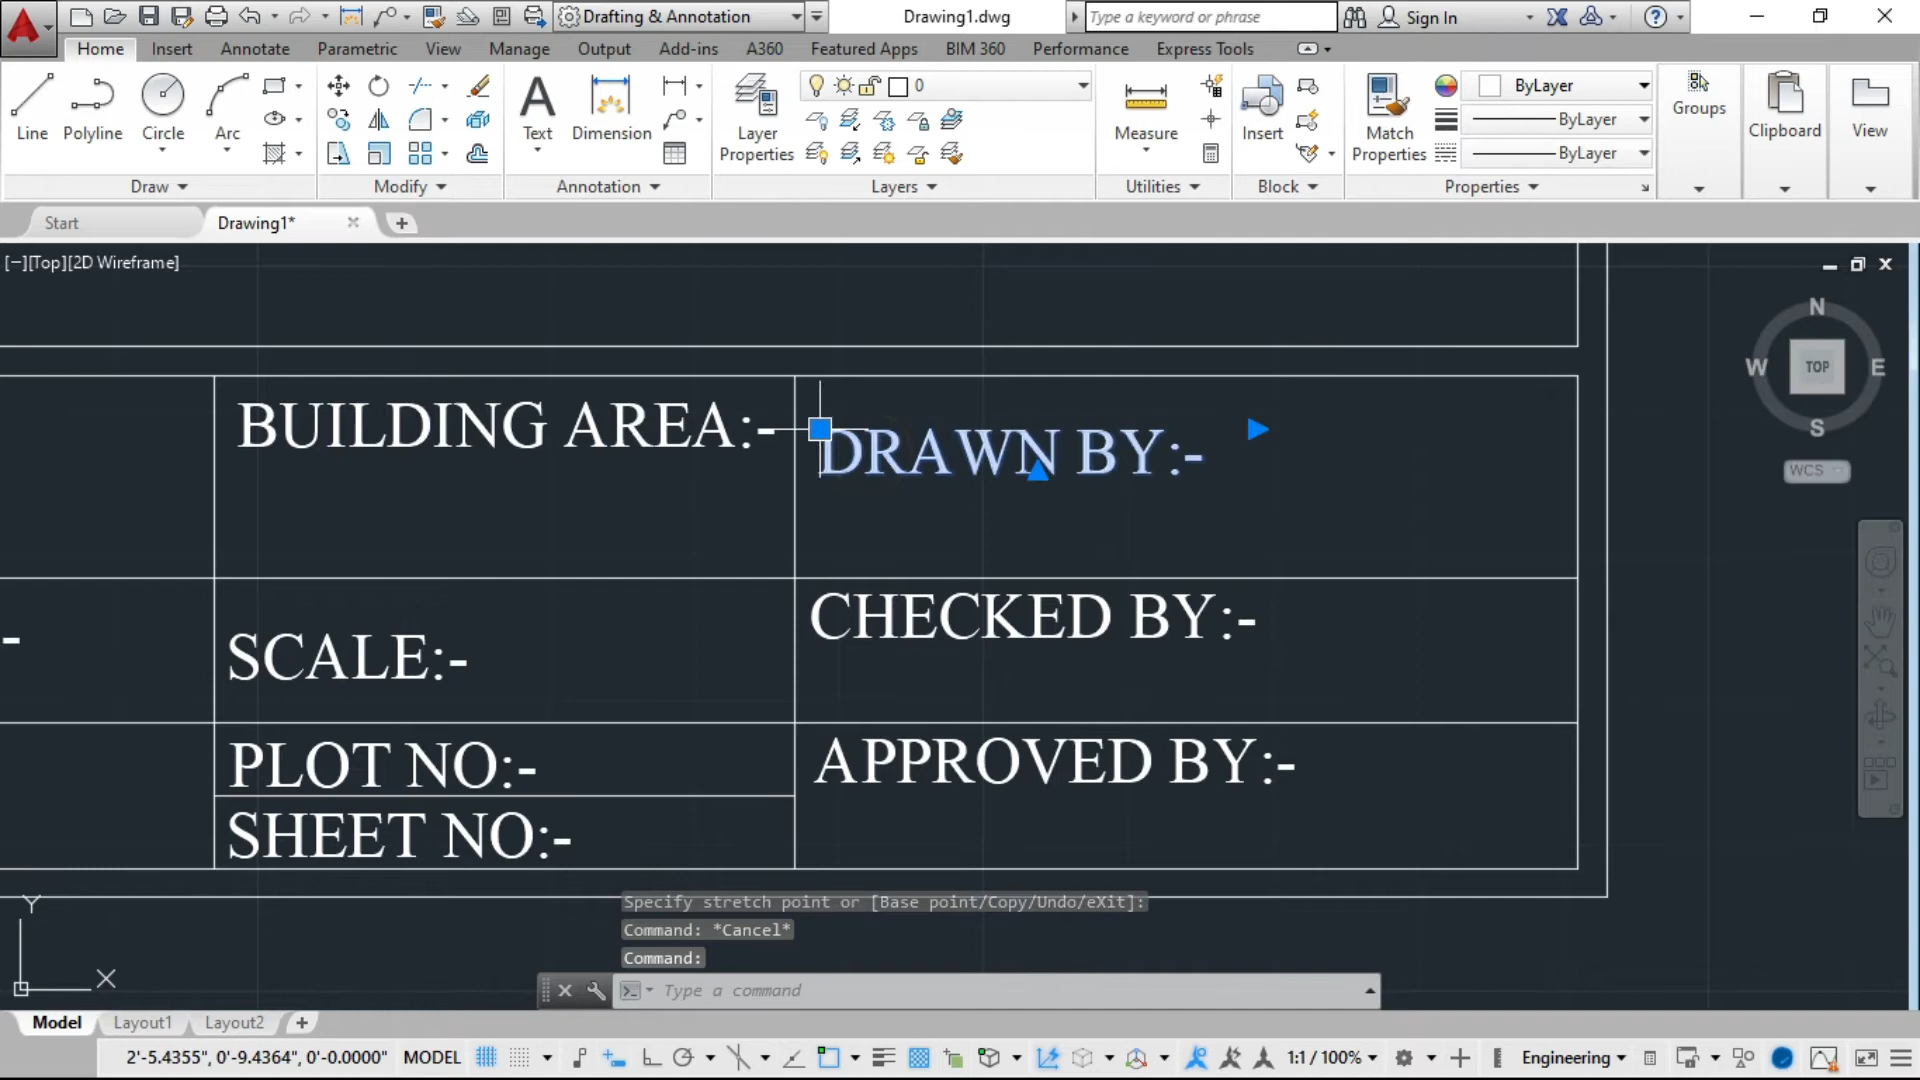 Drafting & Annotation
Drawing1.dwg
Type a keyword or phrase
Sign In
Home Insert Annotate Parametric View Manage Output Add-ins A360 Featured Apps BIM 360 Performance Express Tools
0
ByLayer
Line Polyline Circle Arc
Text Dimension
Layer Properties
Measure
Insert
Match Properties
ByLayer
ByLayer
Groups
Clipboard
View
Draw Modify Annotation Layers Utilities Block Properties
Start Drawing1*
[−][Top][2D Wireframe]
N
W TOP E
S
WCS
BUILDING AREA:-
DRAWN BY:-
CHECKED BY:-
SCALE:-
PLOT NO:-
APPROVED BY:-
SHEET NO:-
Y
X
Specify stretch point or [Base point/Copy/Undo/eXit]:
Command: *Cancel*
Command:
Type a command
Model Layout1 Layout2
2'-5.4355", 0'-9.4364", 0'-0.0000" MODEL 1:1 / 100% Engineering